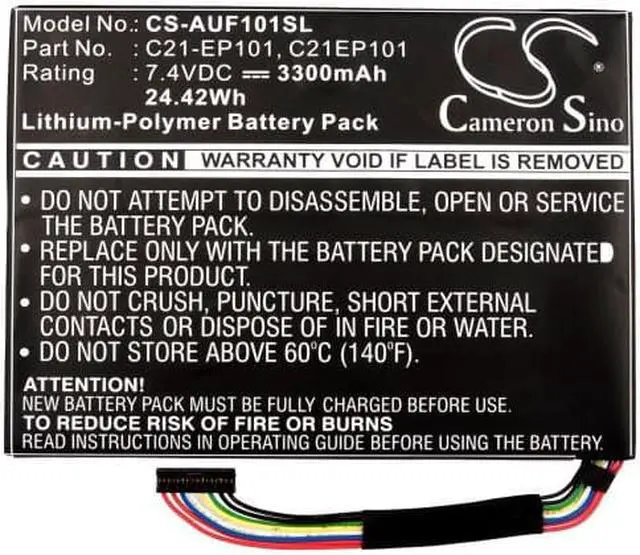 Model No.: CS-AUF101SL
Part No. : C21-EP101, C21EP101
Rating : 7.4VDC ⎓ 3300mAh
24.42Wh
Lithium-Polymer Battery Pack
CS
Cameron Sino
CAUTION WARRANTY VOID IF LABEL IS REMOVED
• DO NOT ATTEMPT TO DISASSEMBLE, OPEN OR SERVICE
THE BATTERY PACK.
• REPLACE ONLY WITH THE BATTERY PACK DESIGNATED
FOR THIS PRODUCT.
• DO NOT CRUSH, PUNCTURE, SHORT EXTERNAL
CONTACTS OR DISPOSE OF IN FIRE OR WATER.
• DO NOT STORE ABOVE 60°C (140°F).
ATTENTION!
NEW BATTERY PACK MUST BE FULLY CHARGED BEFORE USE.
TO REDUCE RISK OF FIRE OR BURNS
READ INSTRUCTIONS IN OPERATING GUIDE BEFORE USING THE BATTERY.